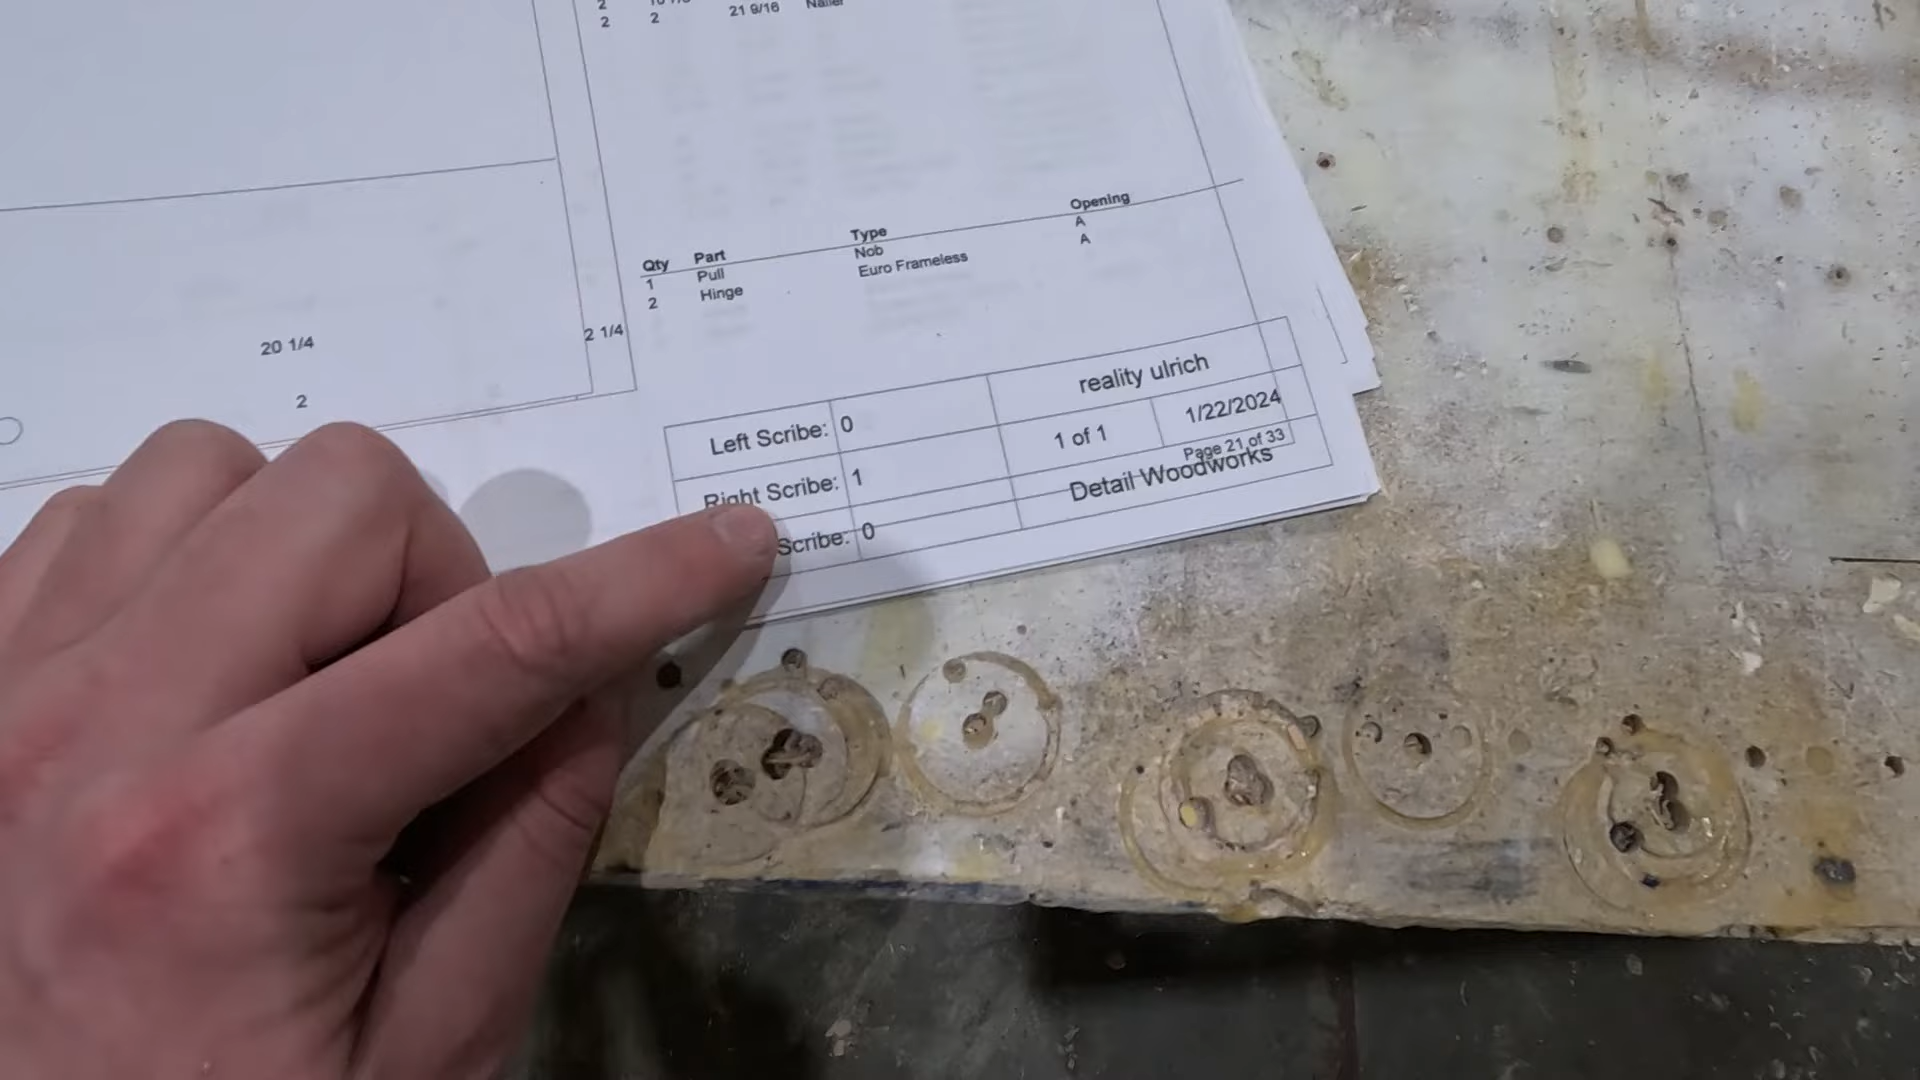 2 2 21 9/16 Nailer
Qty Part Type Opening
1 Pull Nob A
2 Hinge Euro Frameless A
20 1/4
2 1/4
2
Left Scribe: 0
Right Scribe: 1
Scribe: 0
reality ulrich
1 of 1
1/22/2024
Page 21 of 33
Detail Woodworks